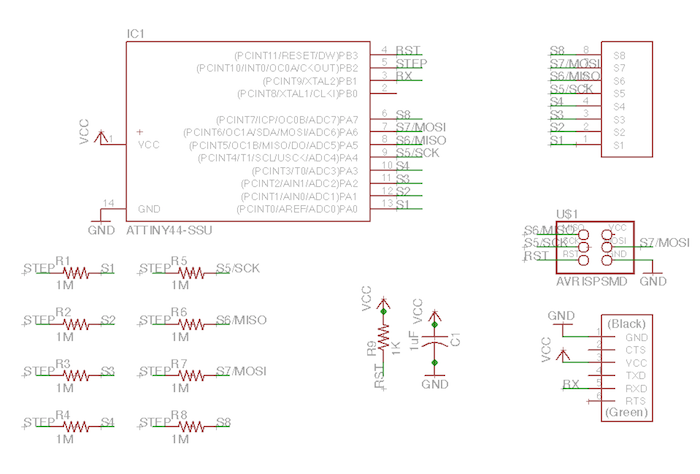 IC1
(PCINT11/RESET/DW)PB3 4 RST
(PCINT10/INT0/OC0A/CKOUT)PB2 5 STEP
(PCINT9/XTAL2)PB1 3 RX
(PCINT8/XTAL1/CLKI)PB0 2
(PCINT7/ICP/OC0B/ADC7)PA7 6 S8
(PCINT6/OC1A/SDA/MOSI/ADC6)PA6 7 S7/MOSI
(PCINT5/OC1B/MISO/DO/ADC5)PA5 8 S6/MISO
(PCINT4/T1/SCL/USCK/ADC4)PA4 9 S5/SCK
(PCINT3/T0/ADC3)PA3 10 S4
(PCINT2/AIN1/ADC2)PA2 11 S3
(PCINT1/AIN0/ADC1)PA1 12 S2
(PCINT0/AREF/ADC0)PA0 13 S1
VCC 1 VCC
14 GND
GND
ATTINY44-SSU
S8 8 S8
S7/MOSI S7
S6/MISO S6
S5/SCK S5
S4 4 S4
S3 3 S3
S2 2 S2
S1 1 S1
U$1
S6/MISO MISO VCC
S5/SCK SCK MOSI S7/MOSI
RST RST GND
AVRISPSMD GND
STEP R1 S1
1M
STEP R2 S2
1M
STEP R3 S3
1M
STEP R4 S4
1M
STEP R5 S5/SCK
1M
STEP R6 S6/MISO
1M
STEP R7 S7/MOSI
1M
STEP R8 S8
1M
VCC
R9
1K
RST
VCC
1uF
C1
GND
(Black)
GND 1 GND
2 CTS
VCC 3 VCC
4 TXD
RX 5 RXD
6 RTS
(Green)